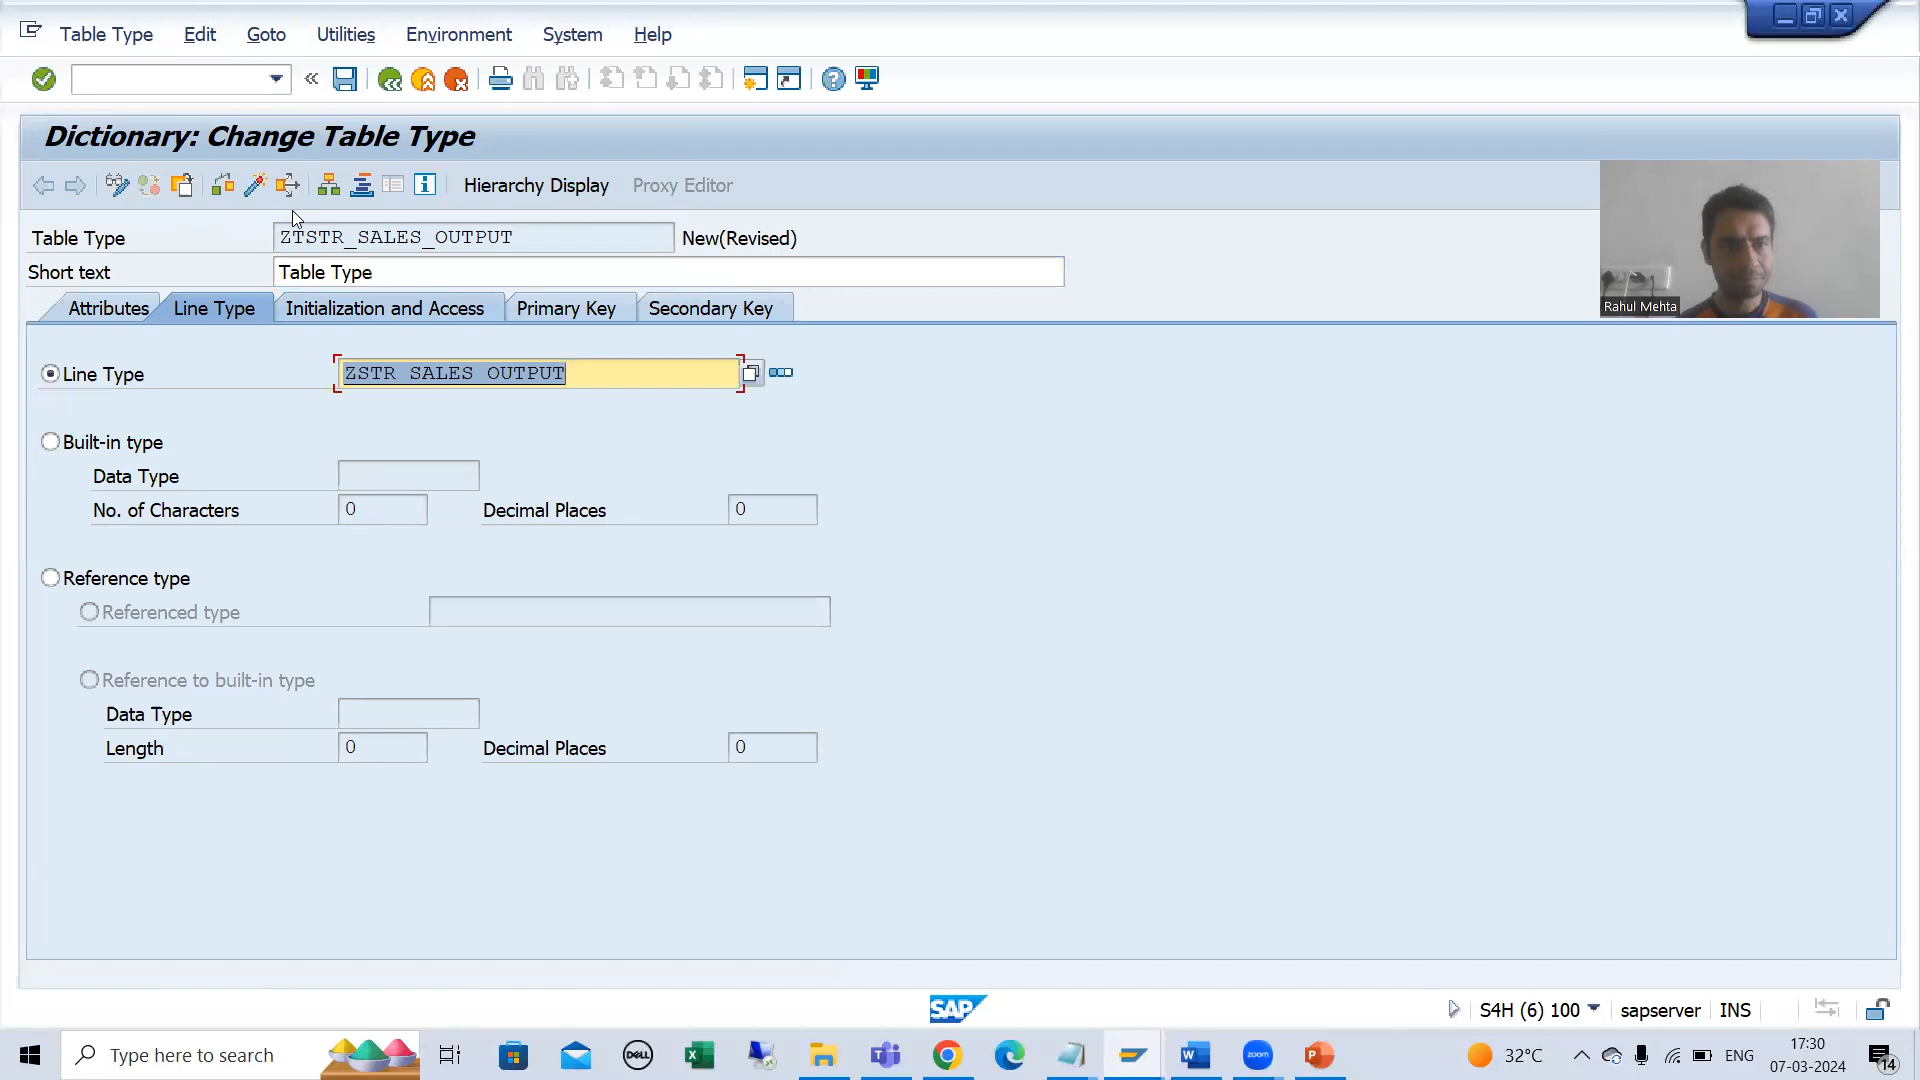 Table Type Edit Goto Utilities Environment System Help
Dictionary: Change Table Type
Hierarchy Display Proxy Editor
Table Type ZTSTR_SALES_OUTPUT New(Revised)
Short text Table Type
Attributes Line Type Initialization and Access Primary Key Secondary Key
Rahul Mehta
Line Type ZSTR_SALES_OUTPUT
Built-in type
Data Type
No. of Characters 0 Decimal Places 0
Reference type
Referenced type
Reference to built-in type
Data Type
Length 0 Decimal Places 0
SAP S4H (6) 100 sapserver INS
Type here to search DELL zoom 32°C ENG 17:30
07-03-2024 14